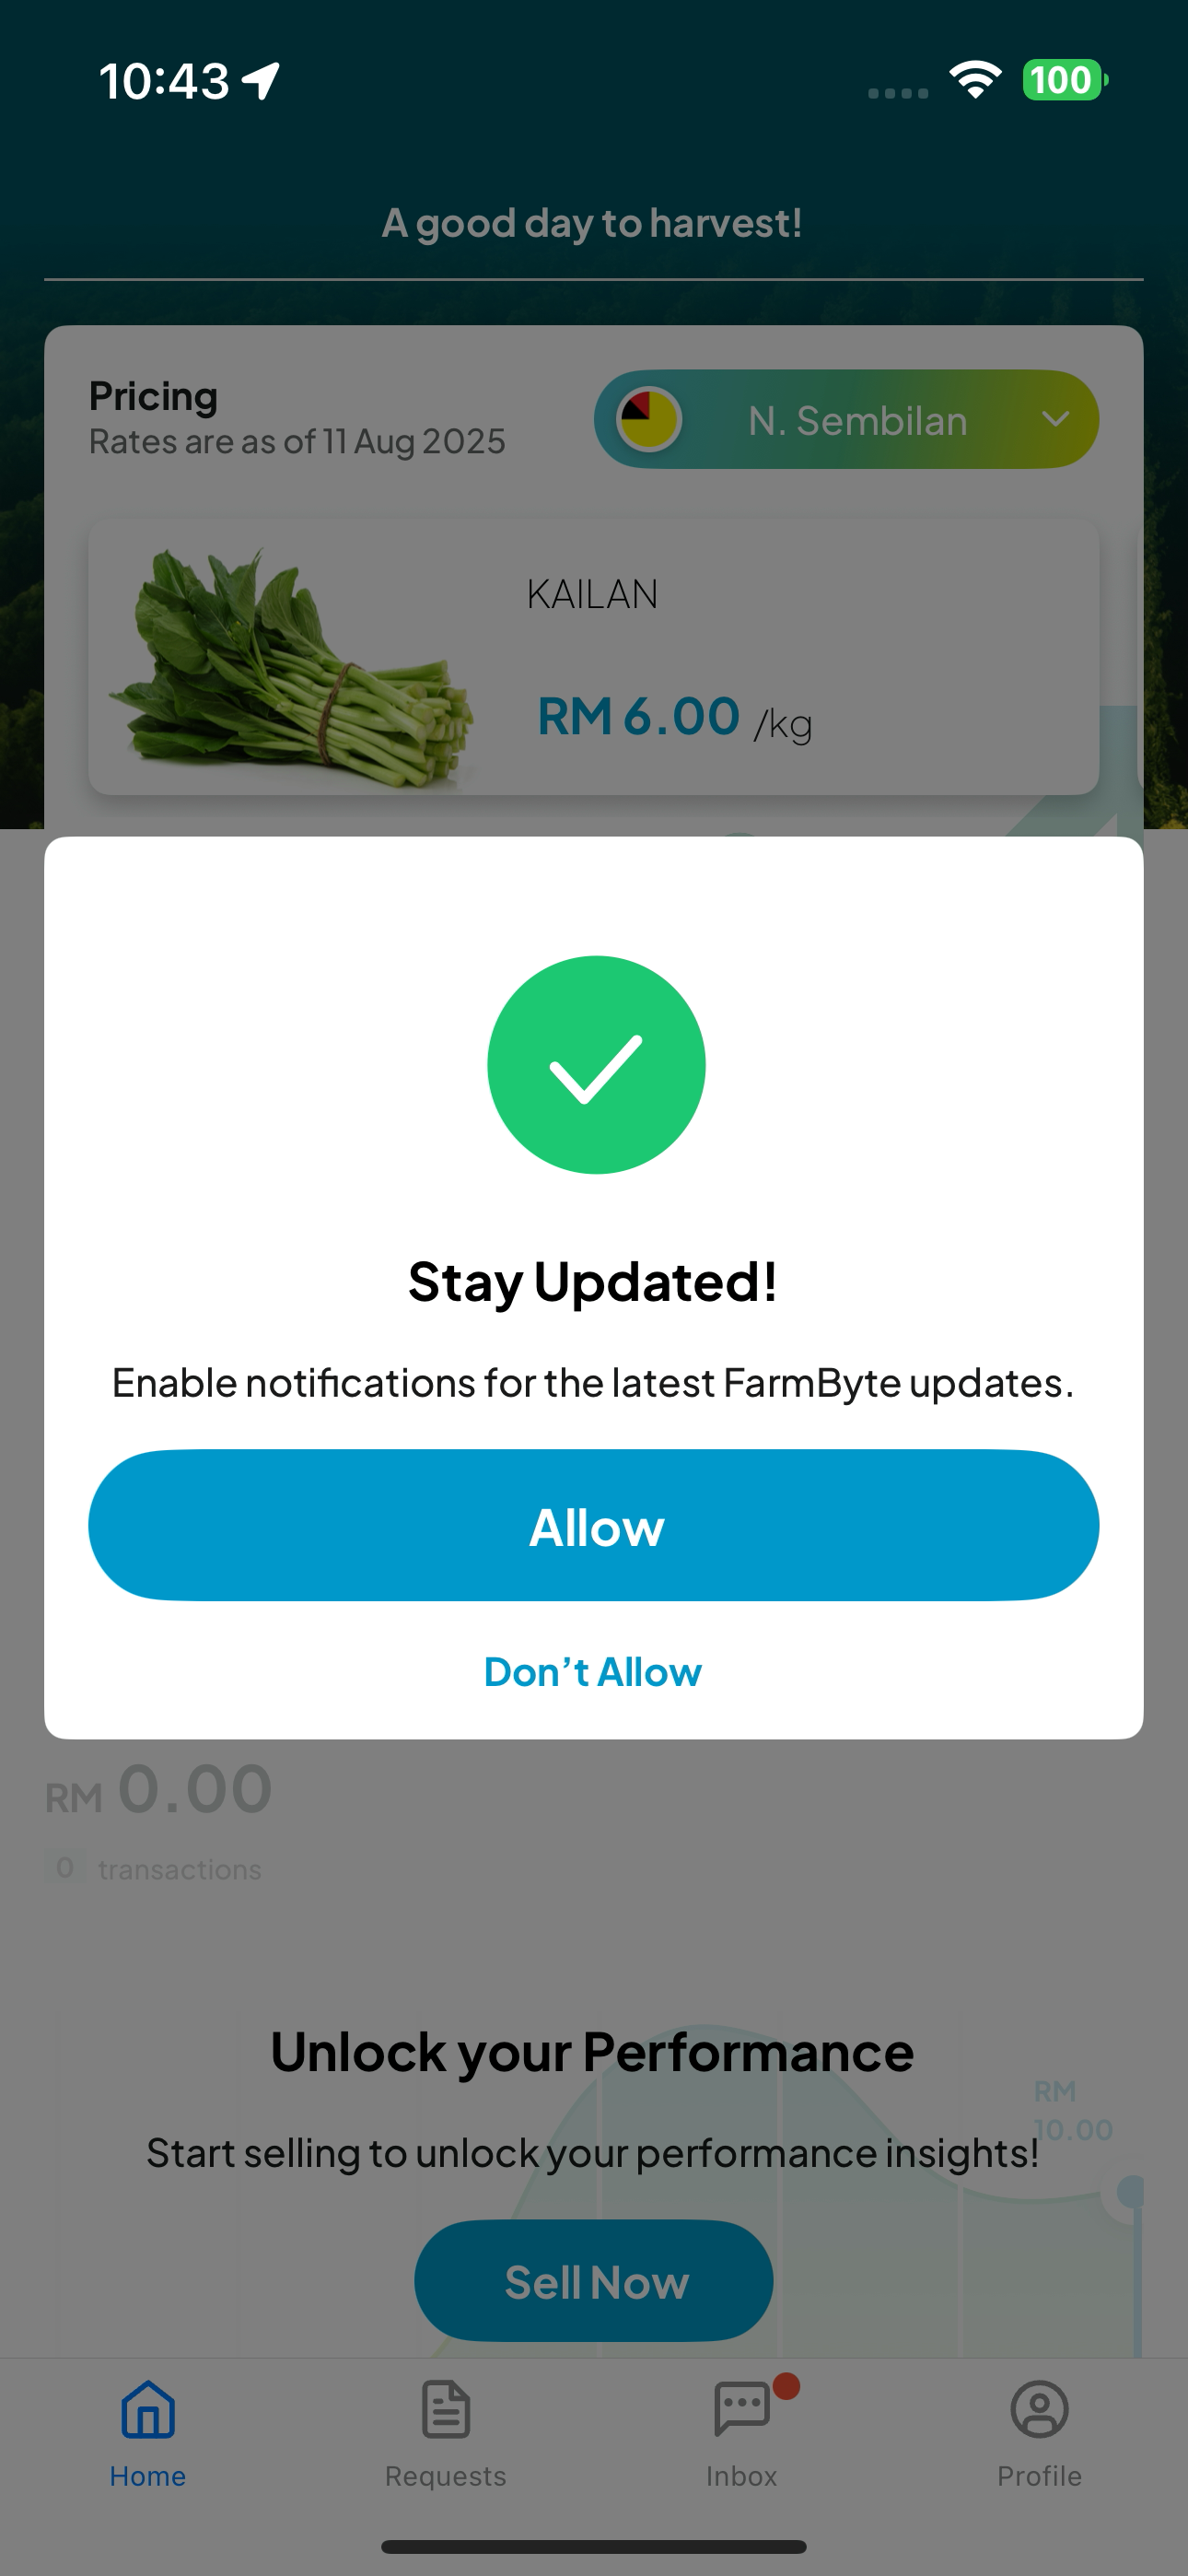 10:43
100
A good day to harvest!
Pricing
Rates are as of 11 Aug 2025
N. Sembilan
KAILAN
RM 6.00 /kg
Stay Updated!
Enable notifications for the latest FarmByte updates.
Allow
Don’t Allow
RM 0.00
0 transactions
Unlock your Performance
RM
10.00
Start selling to unlock your performance insights!
Sell Now
Home
Requests
Inbox
Profile